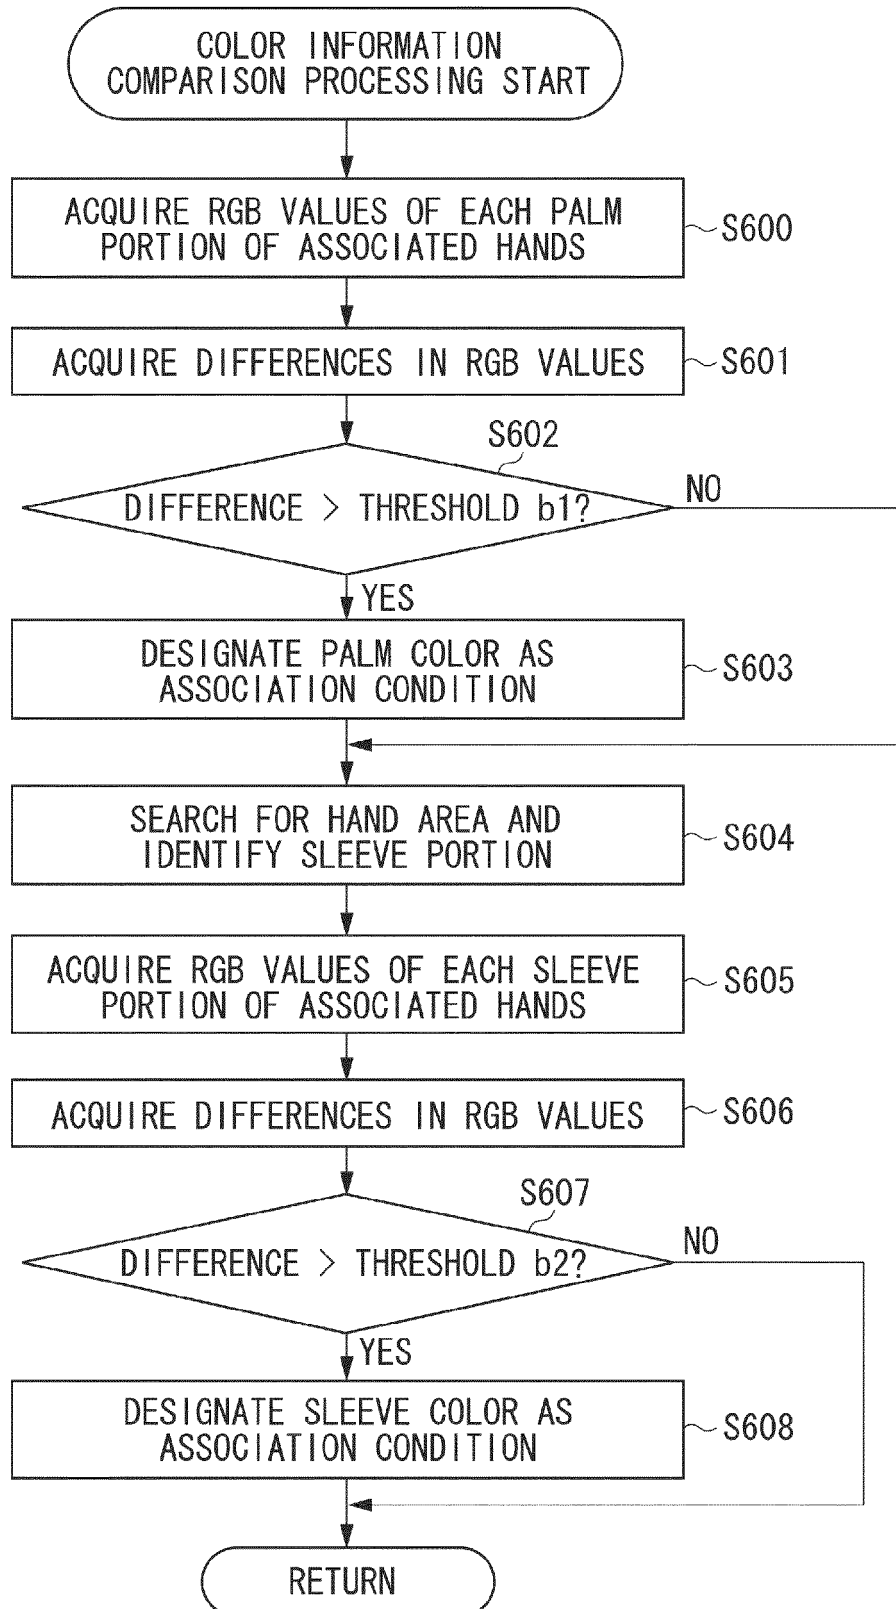 COLOR INFORMATION
COMPARISON PROCESSING START
ACQUIRE RGB VALUES OF EACH PALM
PORTION OF ASSOCIATED HANDS
S600
ACQUIRE DIFFERENCES IN RGB VALUES
S601
S602
DIFFERENCE > THRESHOLD b1?
NO
YES
DESIGNATE PALM COLOR AS
ASSOCIATION CONDITION
S603
SEARCH FOR HAND AREA AND
IDENTIFY SLEEVE PORTION
S604
ACQUIRE RGB VALUES OF EACH SLEEVE
PORTION OF ASSOCIATED HANDS
S605
ACQUIRE DIFFERENCES IN RGB VALUES
S606
S607
DIFFERENCE > THRESHOLD b2?
NO
YES
DESIGNATE SLEEVE COLOR AS
ASSOCIATION CONDITION
S608
RETURN